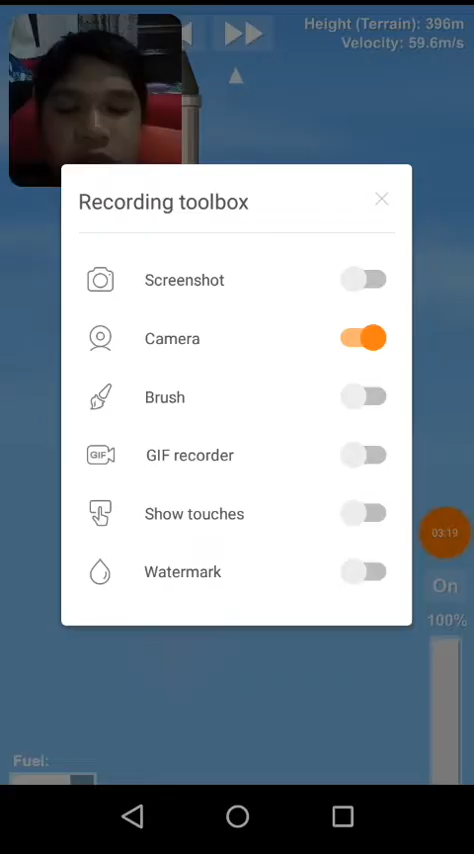 Height (Terrain): 396m
Velocity: 59.6m/s
Recording toolbox
Screenshot
Camera
Brush
GIF
GIF recorder
Show touches
Watermark
03:19
On
100%
Fuel: